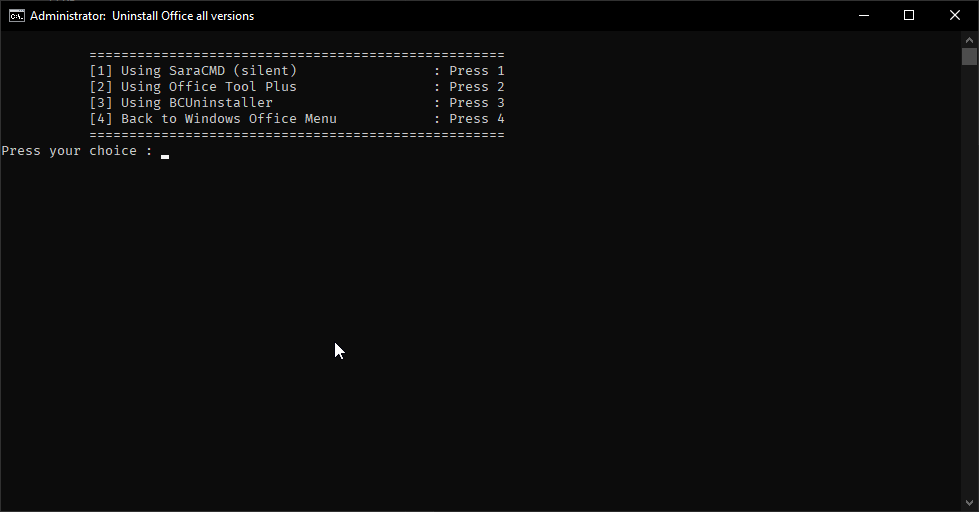 Administrator:  Uninstall Office all versions
====================================================
[1] Using SaraCMD (silent)                 : Press 1
[2] Using Office Tool Plus                 : Press 2
[3] Using BCUninstaller                    : Press 3
[4] Back to Windows Office Menu            : Press 4
====================================================
Press your choice :